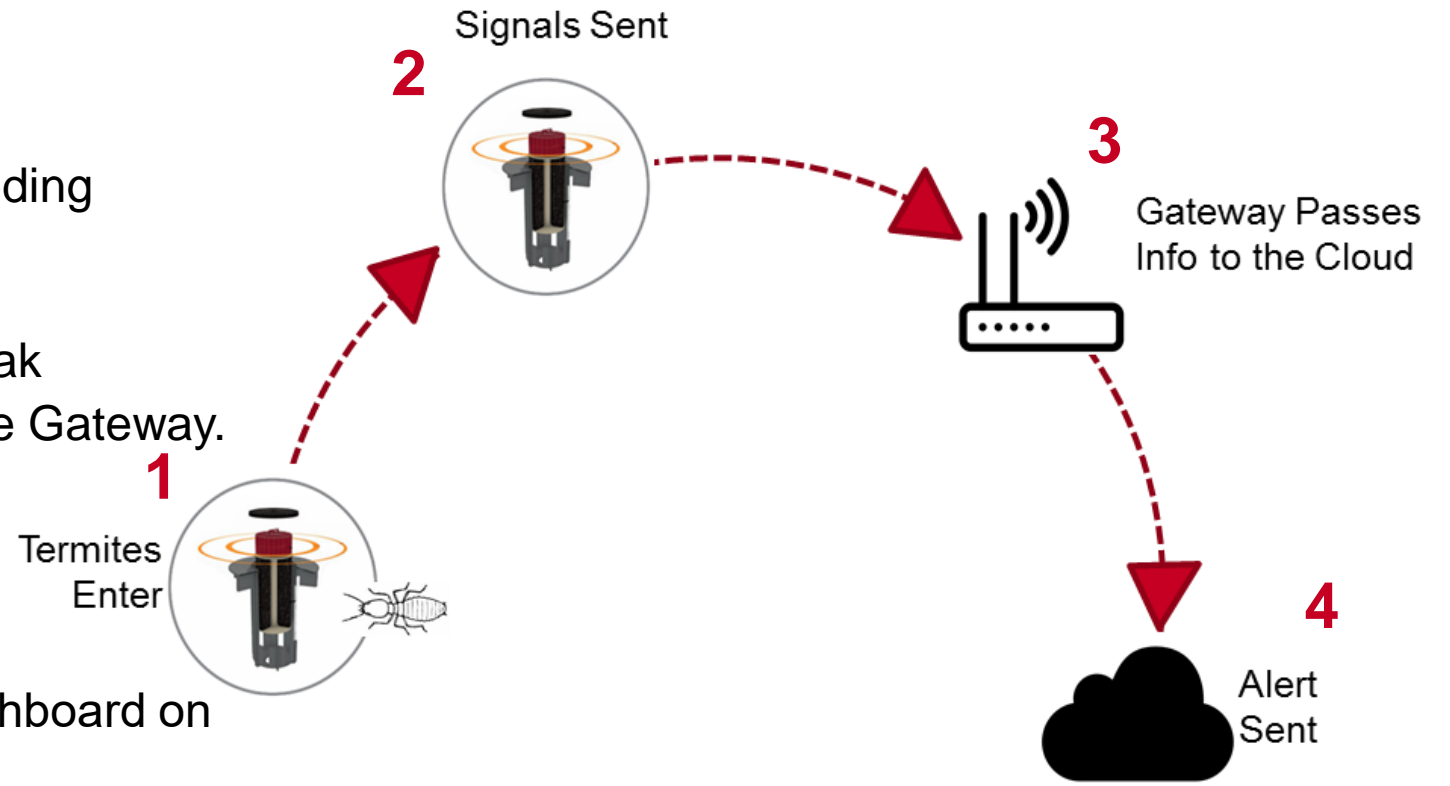 ding
ak
e Gateway.
hboard on
1
Termites
Enter
2
Signals Sent
3
Gateway Passes
Info to the Cloud
4
Alert
Sent